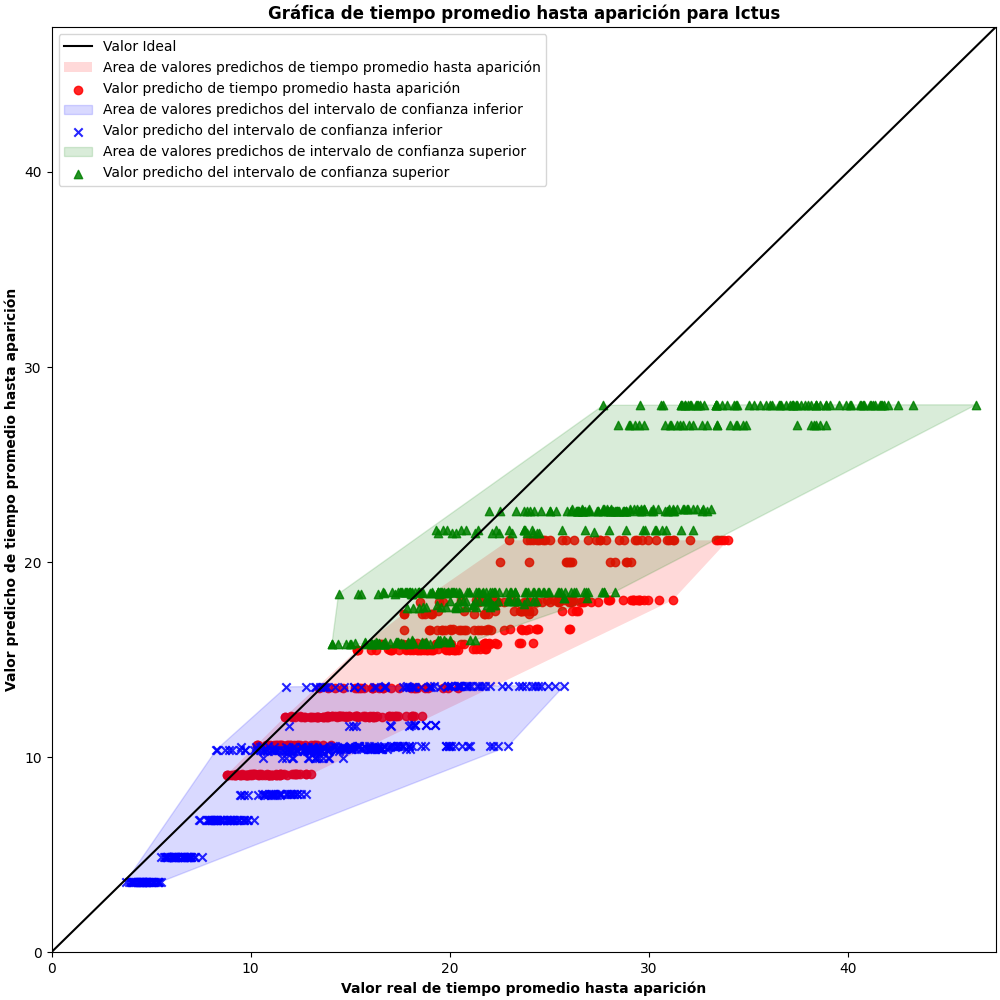 Gráfica de tiempo promedio hasta aparición para Ictus
Valor Ideal
Area de valores predichos de tiempo promedio hasta aparición
Valor predicho de tiempo promedio hasta aparición
Area de valores predichos del intervalo de confianza inferior
Valor predicho del intervalo de confianza inferior
Area de valores predichos de intervalo de confianza superior
Valor predicho del intervalo de confianza superior
Valor predicho de tiempo promedio hasta aparición
40
30
20
10
0
0 10 20 30 40
Valor real de tiempo promedio hasta aparición